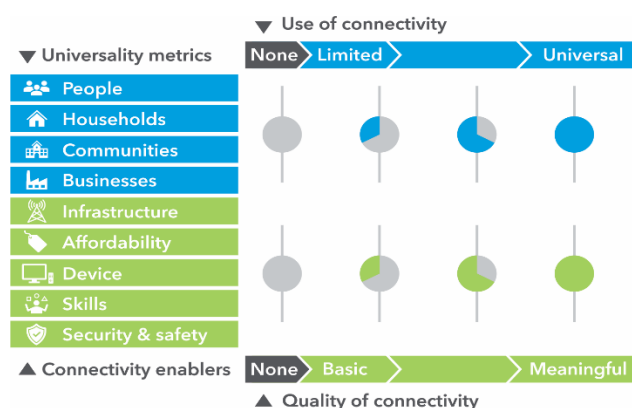 ▼ Use of connectivity
▼ Universality metrics
None Limited Universal
People
Households
Communities
Businesses
Infrastructure
Affordability
Device
Skills
Security & safety
▲ Connectivity enablers
None Basic Meaningful
▲ Quality of connectivity